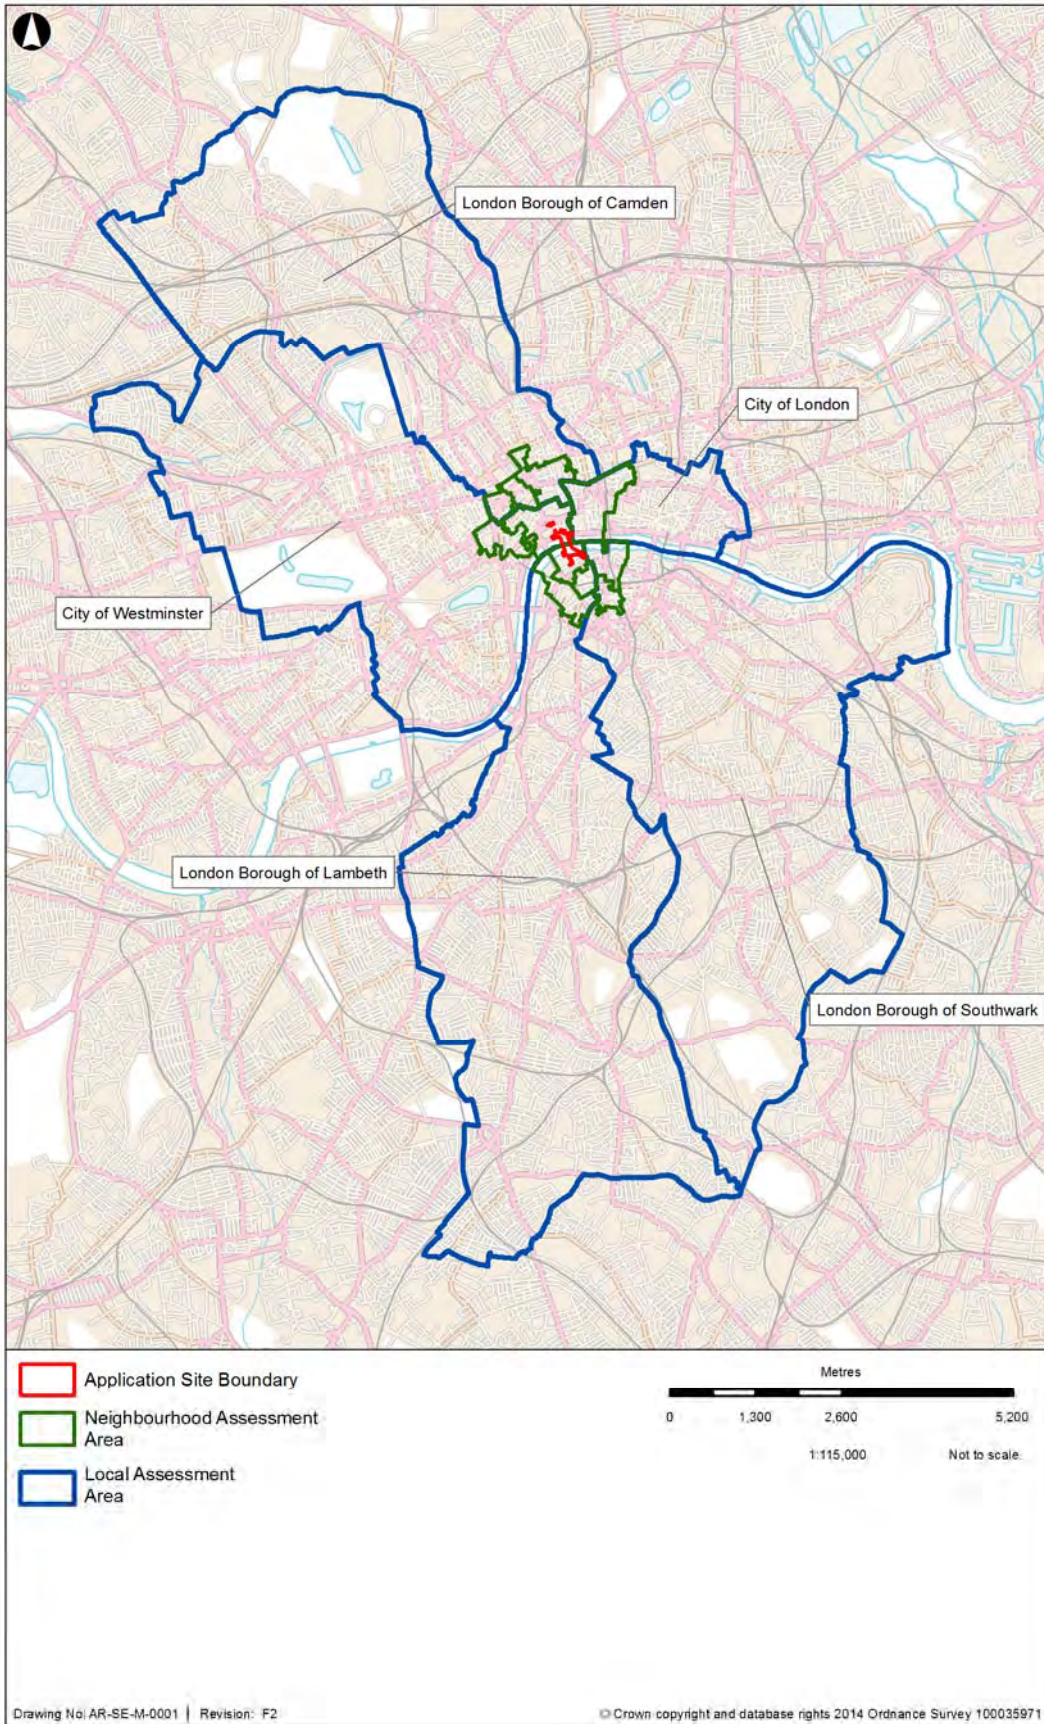 London Borough of Camden
City of London
City of Westminster
London Borough of Lambeth
London Borough of Southwark
Application Site Boundary
Neighbourhood Assessment
Area
Local Assessment
Area
Metres
0 1,300 2,600 5,200
1:115,000 Not to scale
Drawing No: AR-SE-M-0001 | Revision: F2
© Crown copyright and database rights 2014 Ordnance Survey 100035971